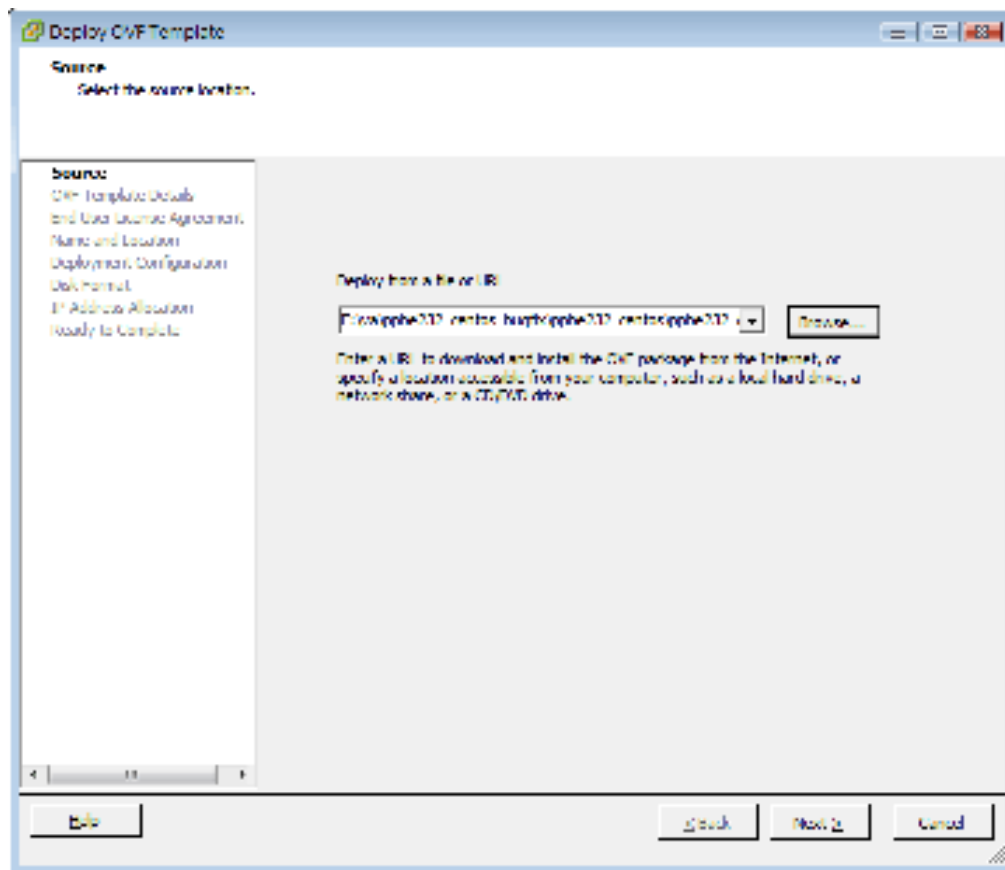 Deploy OVF Template
Source
Select the source location.
Source
OVF Template Details
End User License Agreement
Name and Location
Deployment Configuration
Disk Format
IP Address Allocation
Ready to Complete
Deploy from a file or URL
Browse...
Enter a URL to download and install the OVF package from the Internet, or
specify a location accessible from your computer, such as a local hard drive, a
network share, or a CD/DVD drive.
Help
< Back
Next >
Cancel